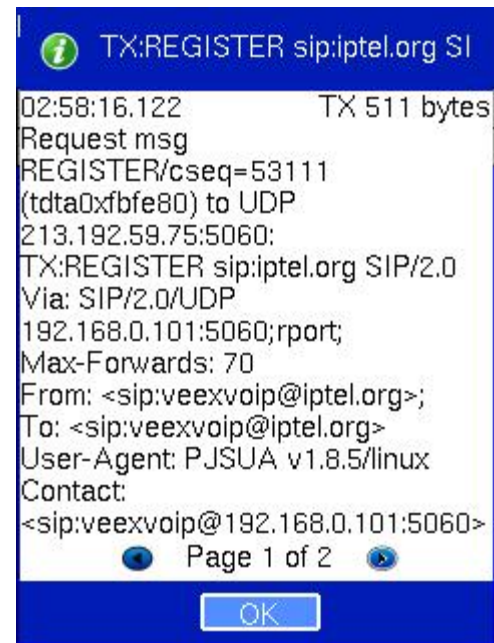 TX:REGISTER sip:iptel.org SI
02:58:16.122 TX 511 bytes
Request msg
REGISTER/cseq=53111
(tdta0xfbfe80) to UDP
213.192.59.75:5060:
TX:REGISTER sip:iptel.org SIP/2.0
Via: SIP/2.0/UDP
192.168.0.101:5060;rport;
Max-Forwards: 70
From: <sip:veexvoip@iptel.org>;
To: <sip:veexvoip@iptel.org>
User-Agent: PJSUA v1.8.5/linux
Contact:
<sip:veexvoip@192.168.0.101:5060>
Page 1 of 2
OK